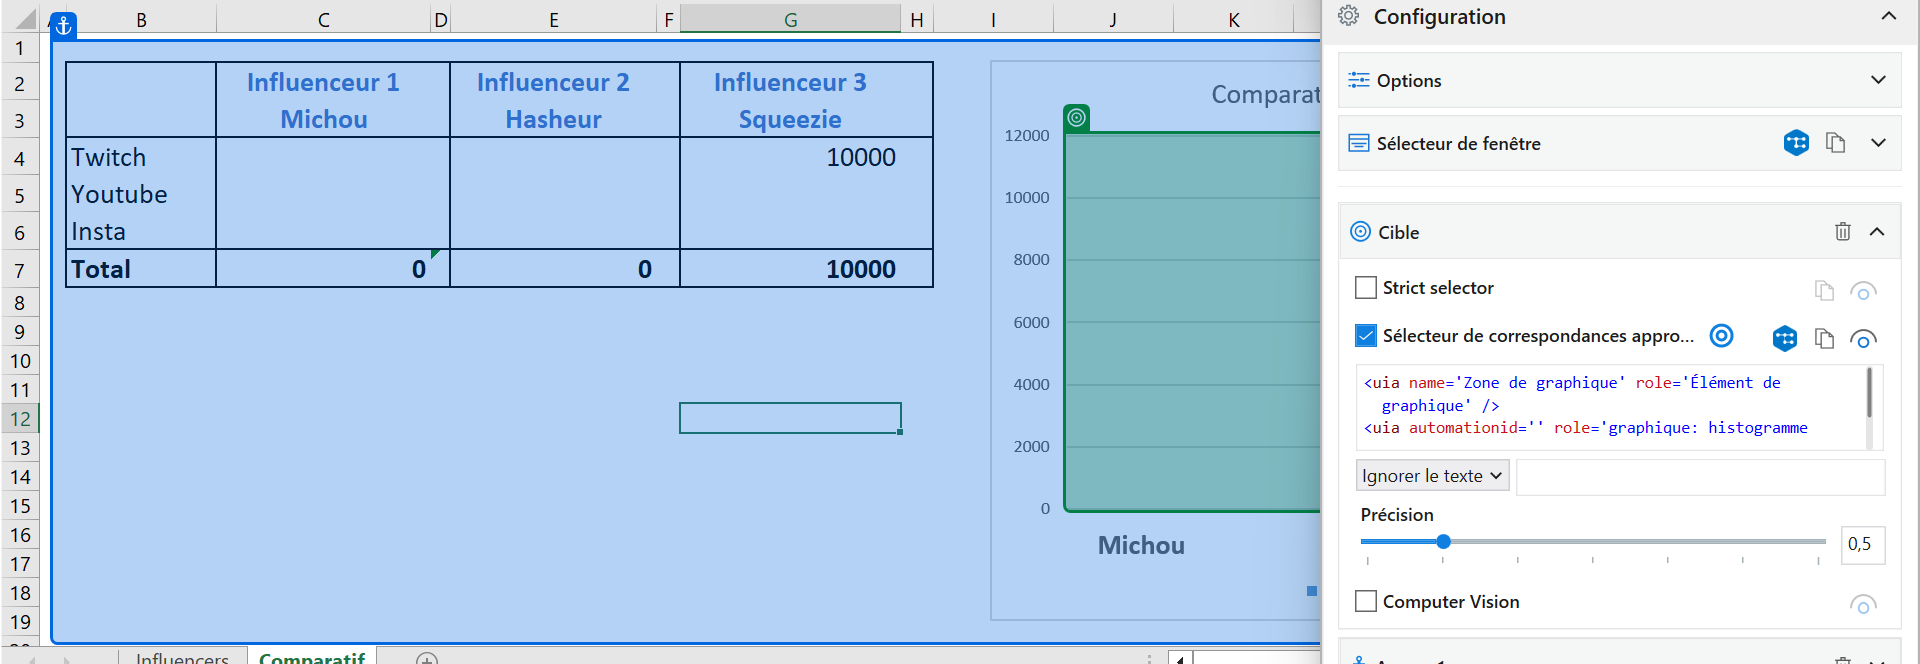 B C D E F G H I J K
1
2 Influenceur 1 Influenceur 2 Influenceur 3
3 Michou Hasheur Squeezie
4 Twitch 10000
5 Youtube
6 Insta
7 Total 0 0 10000
8
9
10
11
12
13
14
15
16
17
18
19
Comparat
12000
10000
8000
6000
4000
2000
0
Michou
Influencers Comparatif
Configuration
Options
Sélecteur de fenêtre
Cible
Strict selector
Sélecteur de correspondances appro...
<uia name='Zone de graphique' role='Élément de
graphique' />
<uia automationid='' role='graphique: histogramme
Ignorer le texte
Précision
0,5
Computer Vision